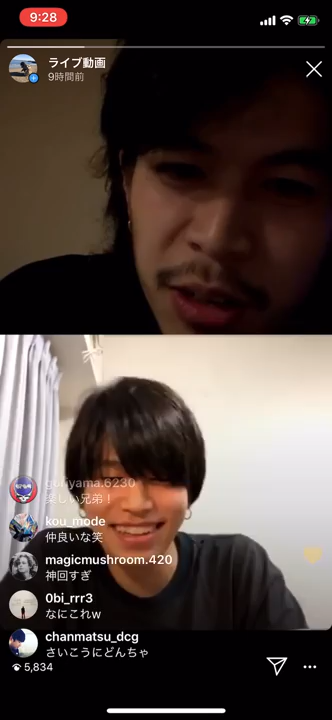 9:28
ライブ動画
9時間前
goriyama.6230
楽しい兄弟！
kou_mode
仲良いな笑
magicmushroom.420
神回すぎ
0bi_rrr3
なにこれw
chanmatsu_dcg
さいこうにどんちゃ
5,834